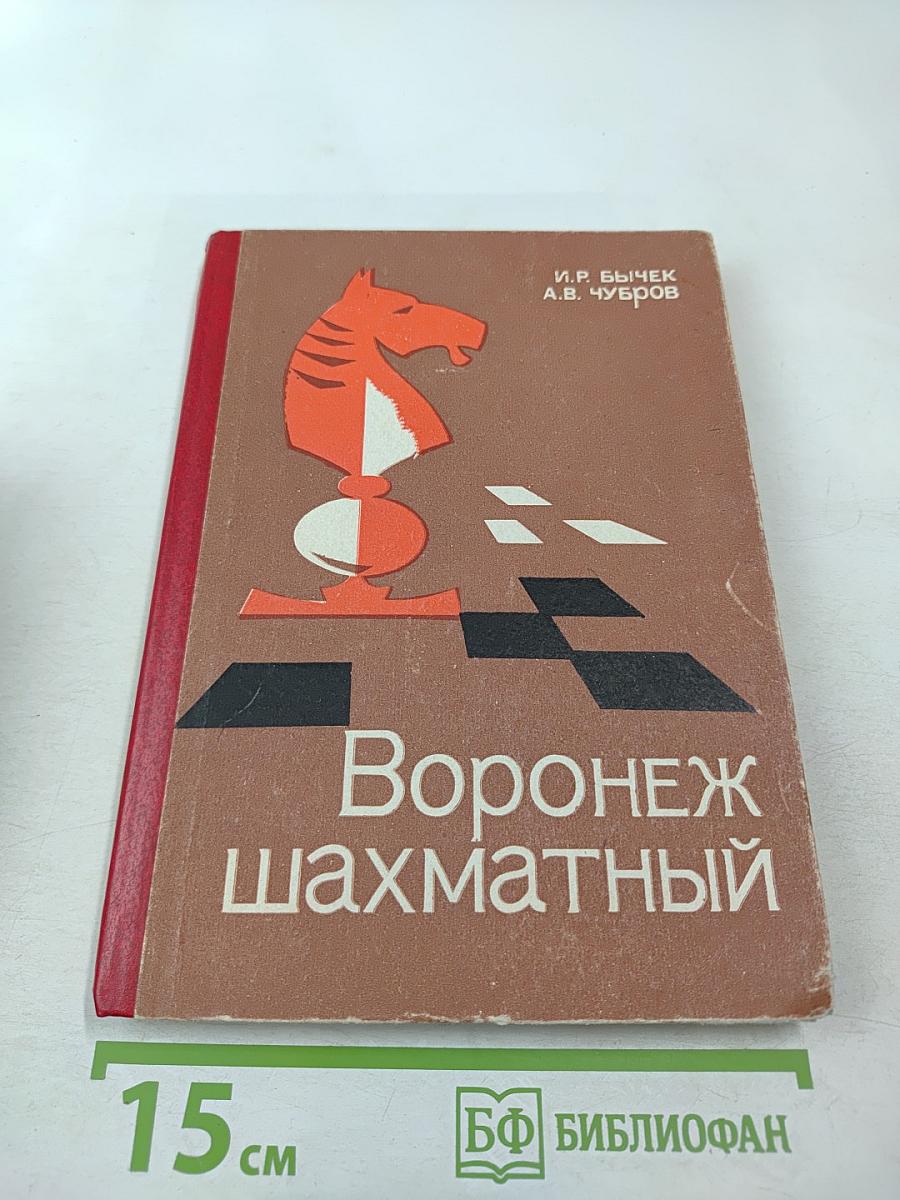 И.Р. БЫЧЕК
А.В. ЧУБРОВ
Воронеж
шахматный
15 см
БФ БИБЛИОФАН